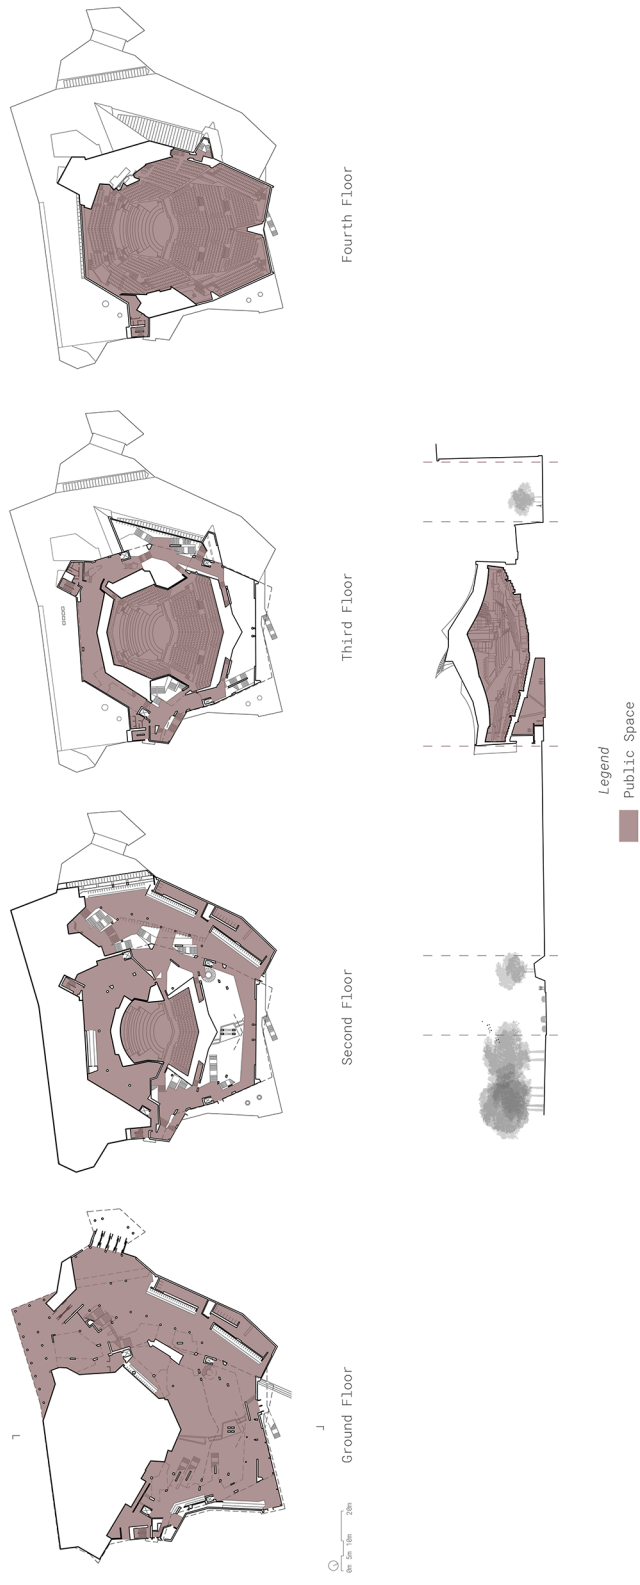 Ground Floor
Second Floor
Third Floor
Fourth Floor
0m 5m 10m 20m
Legend
Public Space